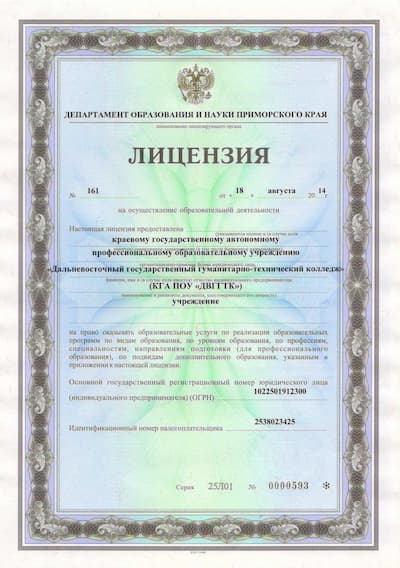 ДЕПАРТАМЕНТ ОБРАЗОВАНИЯ И НАУКИ ПРИМОРСКОГО КРАЯ
наименование лицензирующего органа
ЛИЦЕНЗИЯ
№ 161 от « 18 » августа 20 14 г
на осуществление образовательной деятельности
Настоящая лицензия предоставлена
(указываются полное и (в случае если
краевому государственному автономному
профессиональному образовательному учреждению
«Дальневосточный государственный гуманитарно-технический колледж»
(КГА ПОУ «ДВГГТК»)
учреждение
на право оказывать образовательные услуги по реализации образовательных
программ по видам образования, по уровням образования, по профессиям,
специальностям, направлениям подготовки (для профессионального
образования), по подвидам дополнительного образования, указанным в
приложении к настоящей лицензии.
Основной государственный регистрационный номер юридического лица
(индивидуального предпринимателя) (ОГРН) 1022501912300
Идентификационный номер налогоплательщика 2538023425
Серия 25Л01 № 0000593 *